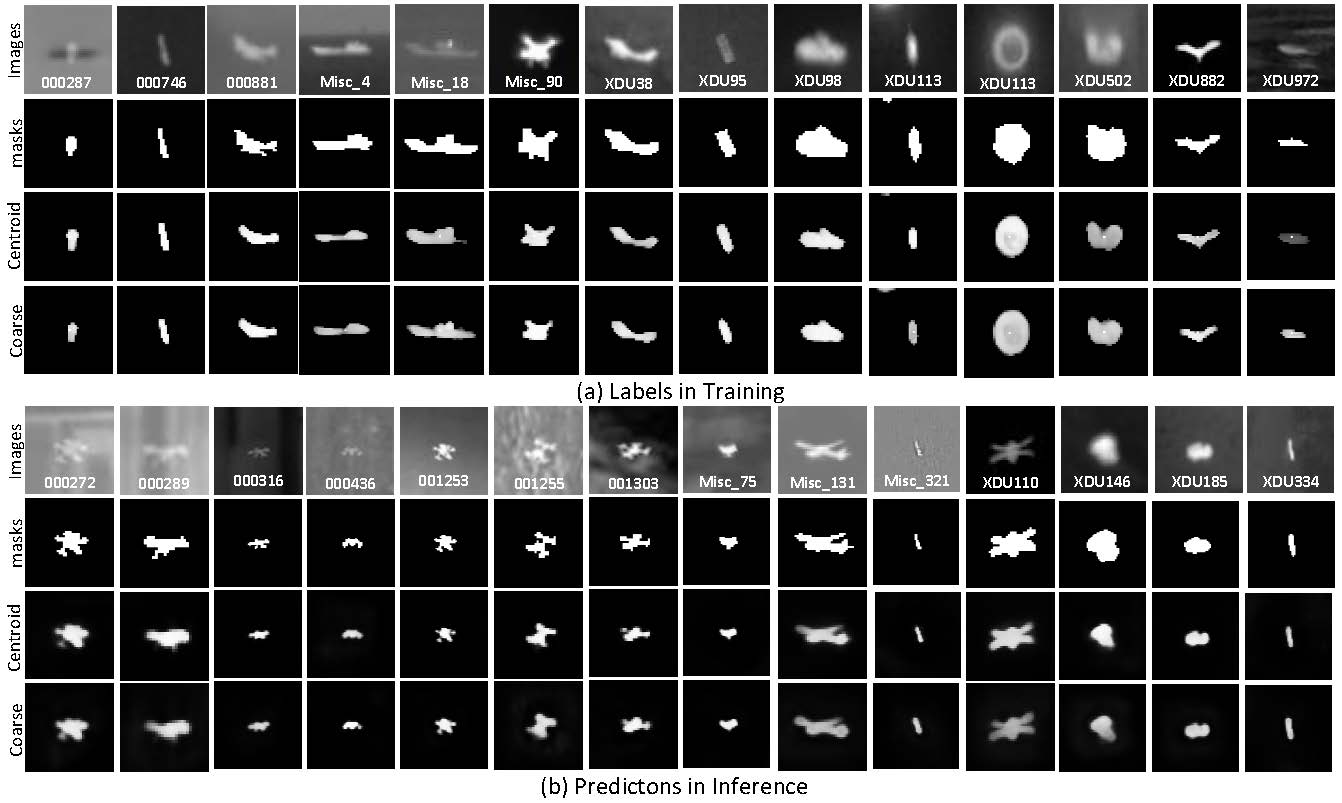 Images
000287 000746 000881 Misc_4 Misc_18 Misc_90 XDU38 XDU95 XDU98 XDU113 XDU113 XDU502 XDU882 XDU972
masks
Centroid
Coarse
(a) Labels in Training
Images
000272 000289 000316 000436 001253 001255 001303 Misc_75 Misc_131 Misc_321 XDU110 XDU146 XDU185 XDU334
masks
Centroid
Coarse
(b) Predictons in Inference